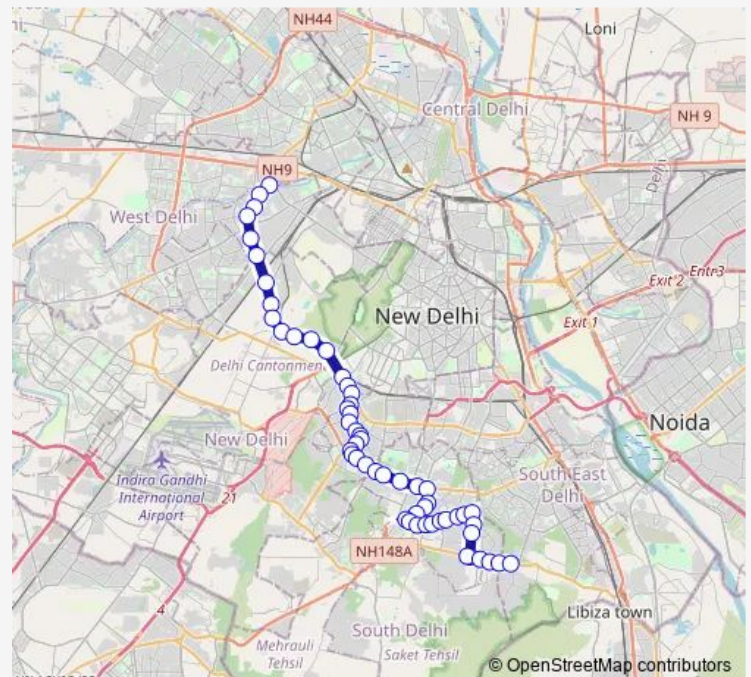 NH44
Loni
Central Delhi
NH 9
Delhi
NH9
West Delhi
Exit 2
New Delhi
Exit 1
Delhi Cantonmen
Noida
New Delhi
Indira Gandhi
International
Airport
21
South East
Delhi
NH148A
4
Libiza town
South Delhi
Mehrauli
Tehsil
Saket Tehsil
© OpenStreetMap contributors